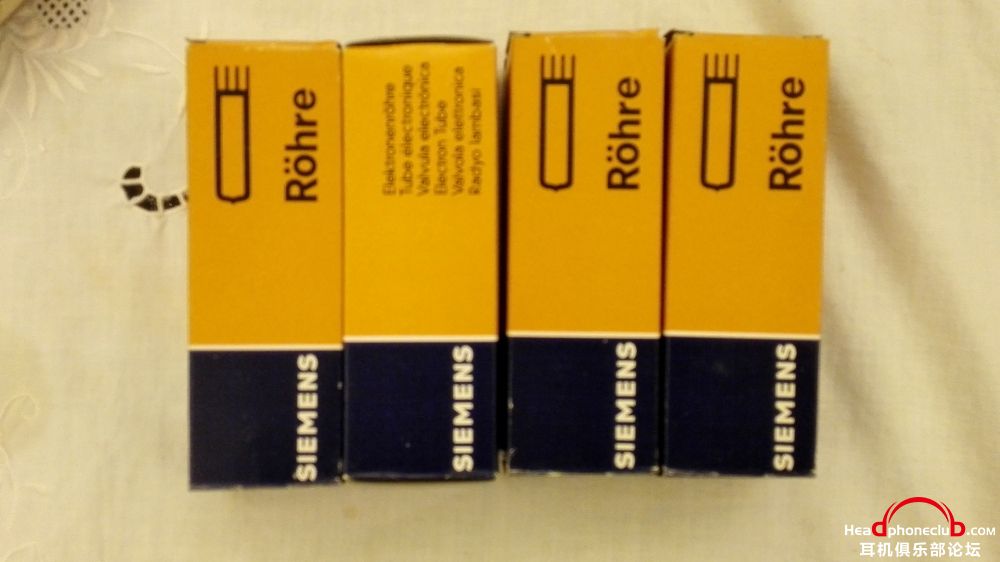 Röhre
SIEMENS
Elektronenröhre
Tube électronique
Valvula electrónica
Electron Tube
Valvola elettronica
Radyo lambasi
SIEMENS
Röhre
SIEMENS
Röhre
SIEMENS
Headphoneclub.com
耳机俱乐部论坛